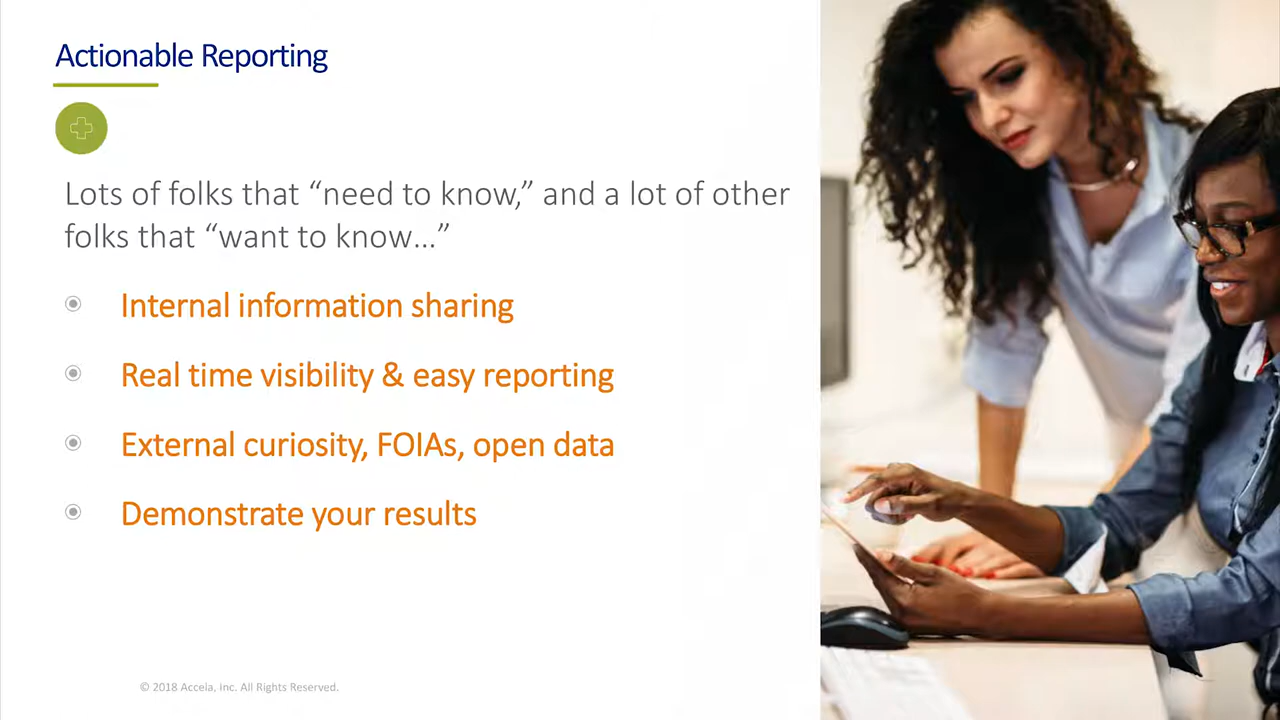 Actionable Reporting
Lots of folks that “need to know,” and a lot of other
folks that “want to know…”
Internal information sharing
Real time visibility & easy reporting
External curiosity, FOIAs, open data
Demonstrate your results
© 2018 Accela, Inc. All Rights Reserved.